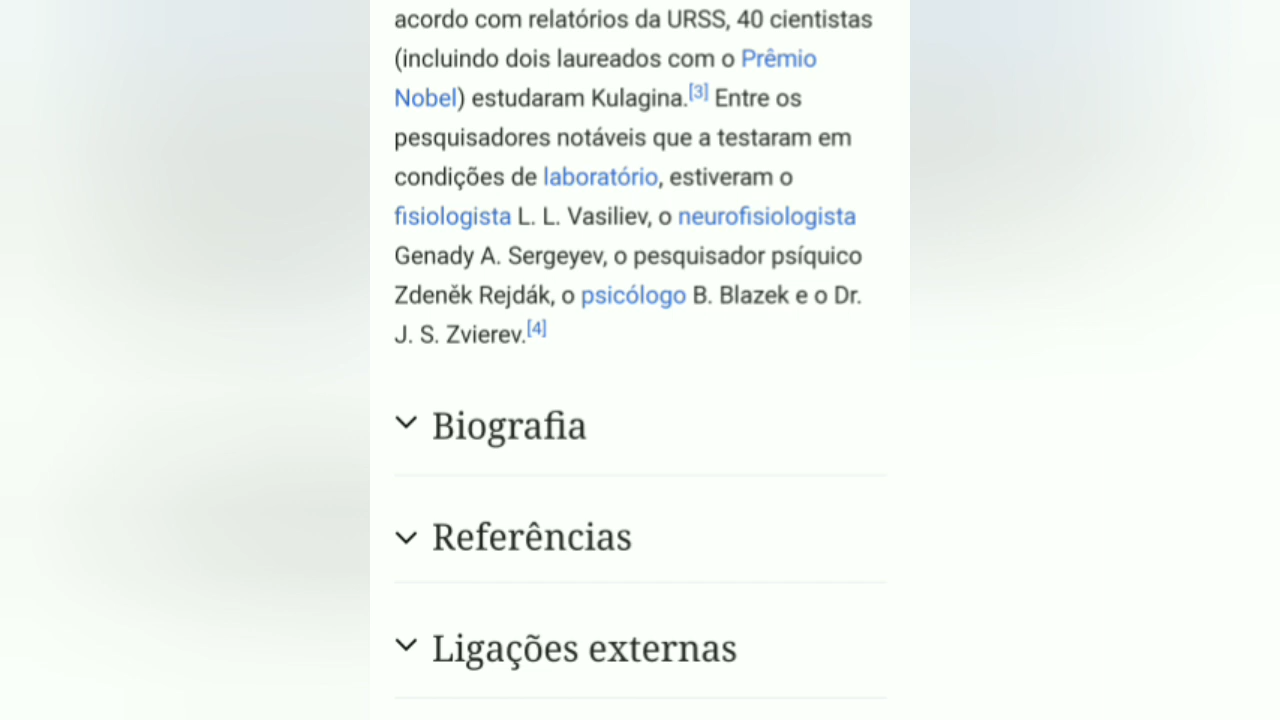 acordo com relatórios da URSS, 40 cientistas
(incluindo dois laureados com o Prêmio
Nobel) estudaram Kulagina.[3] Entre os
pesquisadores notáveis que a testaram em
condições de laboratório, estiveram o
fisiologista L. L. Vasiliev, o neurofisiologista
Genady A. Sergeyev, o pesquisador psíquico
Zdeněk Rejdák, o psicólogo B. Blazek e o Dr.
J. S. Zvierev.[4]
Biografia
Referências
Ligações externas